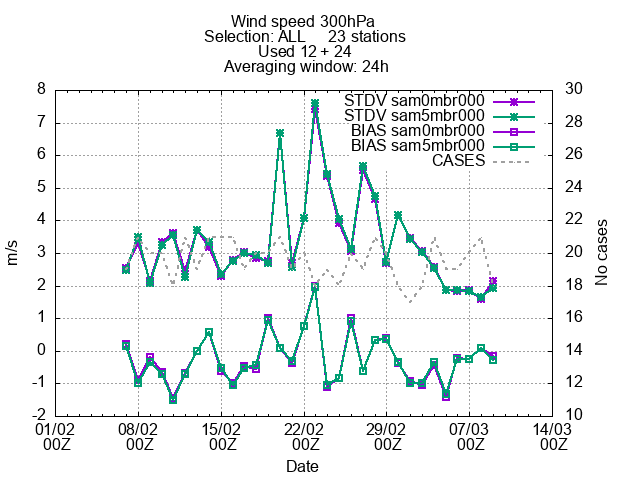 Wind speed 300hPa
Selection: ALL 23 stations
Used 12 + 24
Averaging window: 24h
STDV sam0mbr000
STDV sam5mbr000
BIAS sam0mbr000
BIAS sam5mbr000
CASES
8
7
6
5
4
3
2
1
0
-1
-2
m/s
30
28
26
24
22
20
18
16
14
12
10
No cases
01/02 08/02 15/02 22/02 29/02 07/03 14/03
00Z 00Z 00Z 00Z 00Z 00Z 00Z
Date